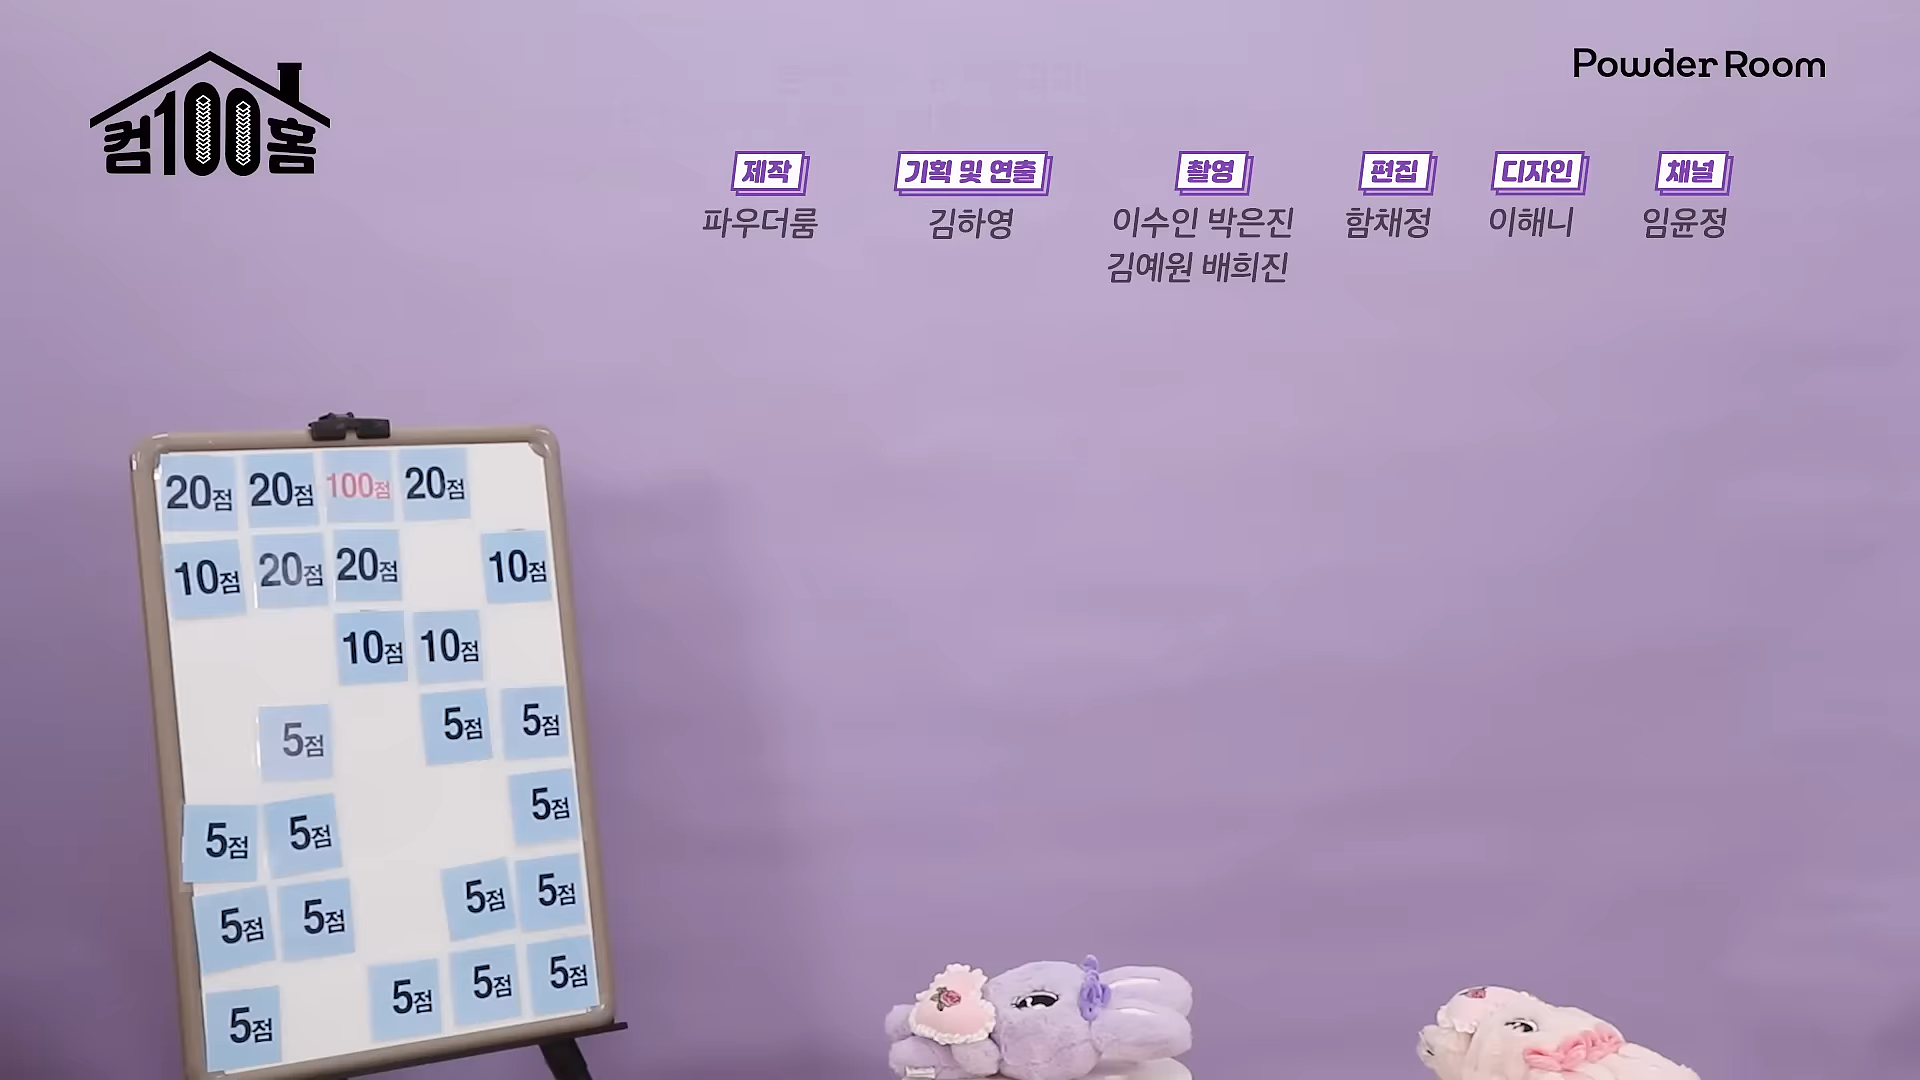 컴100홈
Powder Room
제작 기획 및 연출 촬영 편집 디자인 채널
파우더룸 김하영 이수인 박은진 함채정 이해니 임윤정
김예원 배희진
20점 20점 100점 20점
10점 20점 20점 10점
10점 10점
5점 5점 5점
5점 5점 5점
5점 5점 5점 5점
5점 5점 5점 5점